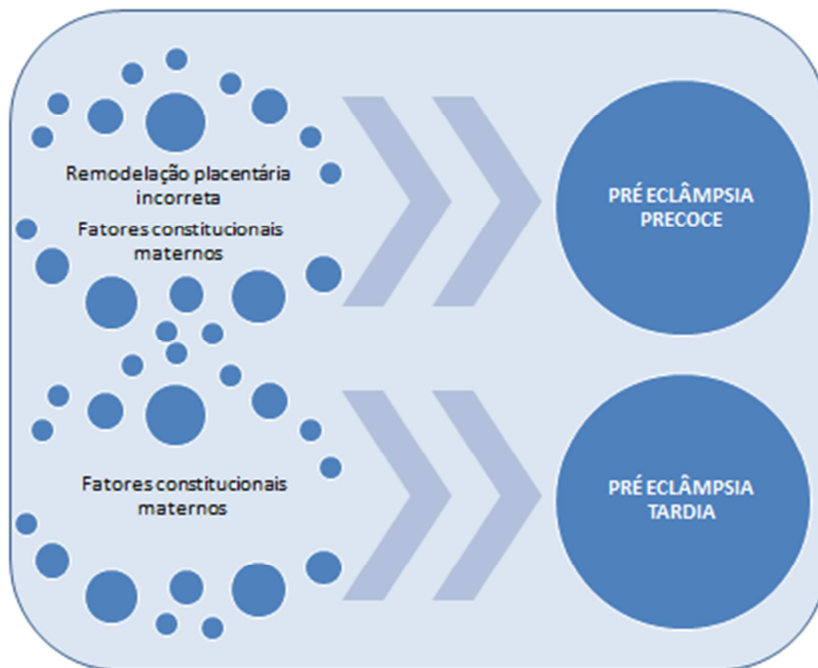 Remodelação placentária
incorreta
Fatores constitucionais
maternos
PRÉ ECLÂMPSIA
PRECOCE
Fatores constitucionais
maternos
PRÉ ECLÂMPSIA
TARDIA